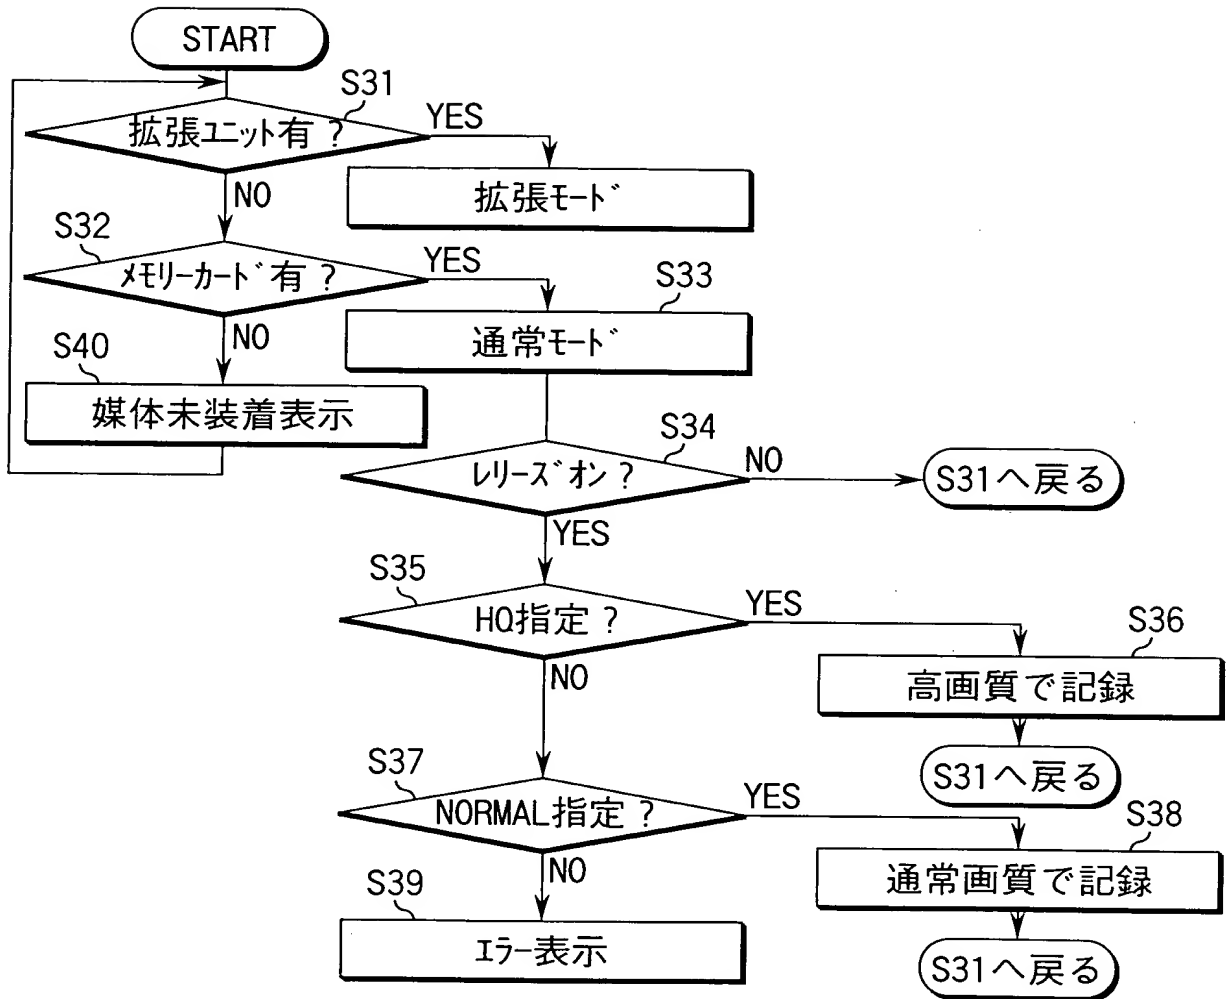 START
S31
拡張ユニット有?
YES
NO
拡張モード
S32
メモリーカード有?
YES
NO
S33
通常モード
S40
媒体未装着表示
S34
レリーズオン?
NO
S31へ戻る
YES
S35
HQ指定?
YES
NO
S36
高画質で記録
S31へ戻る
S37
NORMAL指定?
YES
NO
S38
通常画質で記録
S31へ戻る
S39
エラー表示